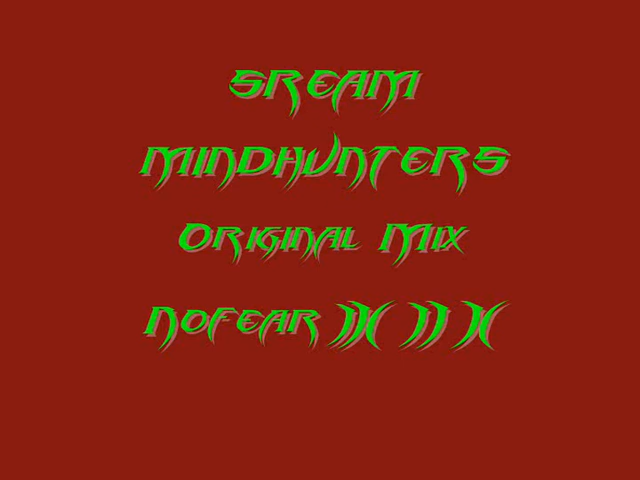 SREAM
MINDHUNTERS
Original Mix
Nofear )))( )) )(